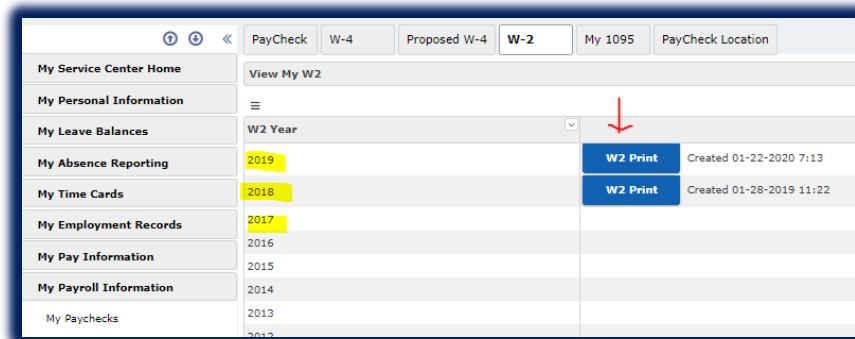 PayCheck W-4 Proposed W-4 W-2 My 1095 PayCheck Location
My Service Center Home
My Personal Information
My Leave Balances
My Absence Reporting
My Time Cards
My Employment Records
My Pay Information
My Payroll Information
My Paychecks
View My W2
W2 Year
2019 W2 Print Created 01-22-2020 7:13
2018 W2 Print Created 01-28-2019 11:22
2017
2016
2015
2014
2013
2012